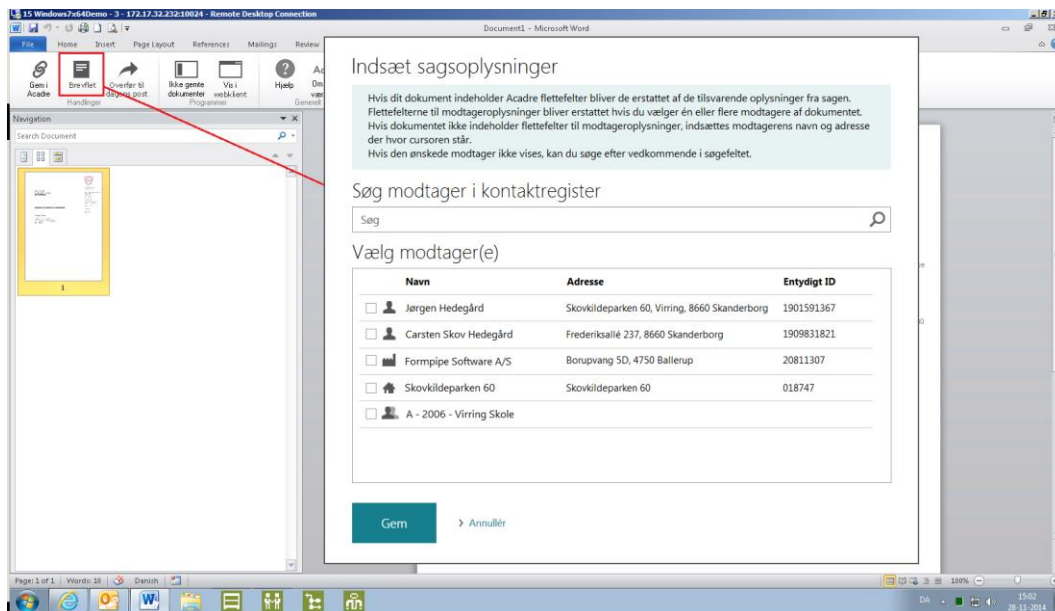 15 Windows7x64Demo - 3 - 172.17.32.232:10024 - Remote Desktop Connection
Document1 - Microsoft Word
File Home Insert Page Layout References Mailings Review
Gem i Acadre
Brevflet
Overfør til dagens post
Ikke gemte dokumenter
Vis i webklient
Hjælp
Handlinger Programmer Generell
Navigation
Search Document
1
Indsæt sagsoplysninger
Hvis dit dokument indeholder Acadre flettefelter bliver de erstattet af de tilsvarende oplysninger fra sagen.
Flettefelterne til modtageroplysninger bliver erstattet hvis du vælger én eller flere modtagere af dokumentet.
Hvis dokumentet ikke indeholder flettefelter til modtageroplysninger, indsættes modtagerens navn og adresse
der hvor cursoren står.
Hvis den ønskede modtager ikke vises, kan du søge efter vedkommende i søgefeltet.
Søg modtager i kontaktregister
Søg
Vælg modtager(e)
Navn Adresse Entydigt ID
Jørgen Hedegård Skovkildeparken 60, Virring, 8660 Skanderborg 1901591367
Carsten Skov Hedegård Frederiksallé 237, 8660 Skanderborg 1909831821
Formpipe Software A/S Borupvang 5D, 4750 Ballerup 20811307
Skovkildeparken 60 Skovkildeparken 60 018747
A - 2006 - Virring Skole
Gem Annullér
Page: 1 of 1 Words: 18 Danish 100%
DA 15:02
28-11-2014